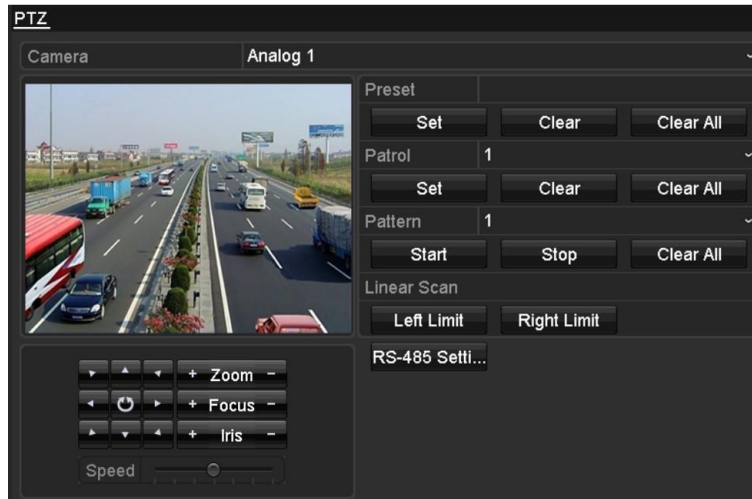 PTZ
Camera Analog 1
Preset
Set Clear Clear All
Patrol 1
Set Clear Clear All
Pattern 1
Start Stop Clear All
Linear Scan
Left Limit Right Limit
RS-485 Setti...
+ Zoom -
+ Focus -
+ Iris -
Speed